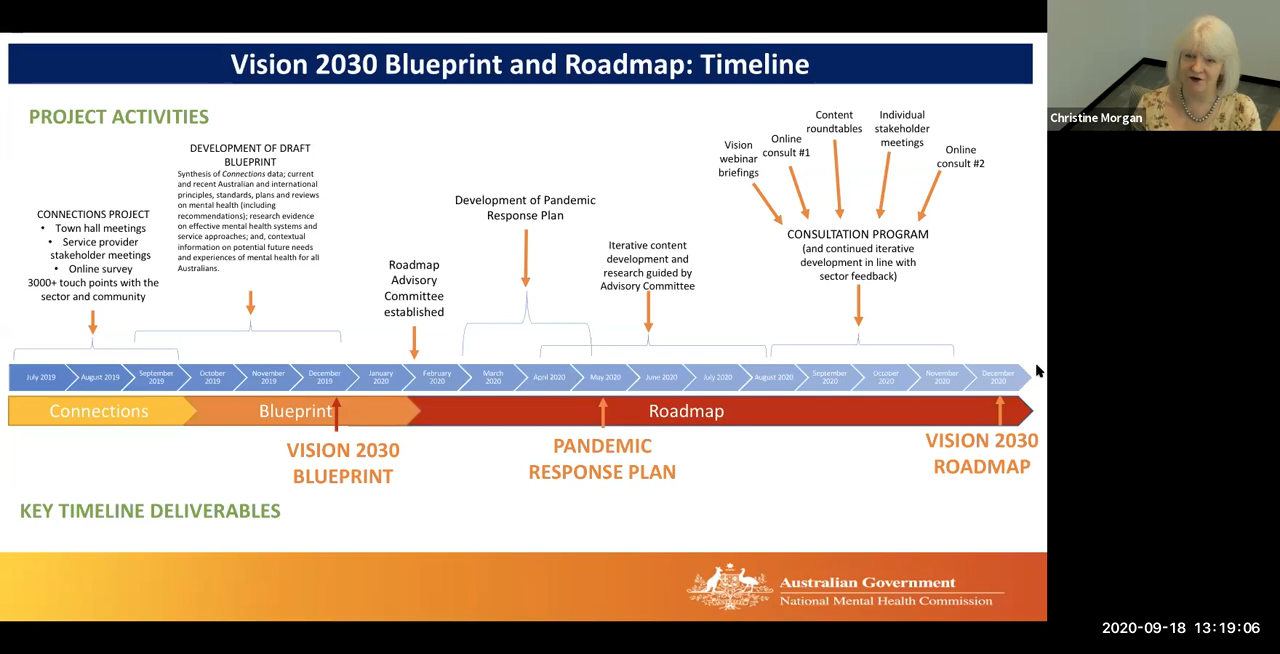 Vision 2030 Blueprint and Roadmap: Timeline
Christine Morgan
PROJECT ACTIVITIES
CONNECTIONS PROJECT
• Town hall meetings
• Service provider
stakeholder meetings
• Online survey
3000+ touch points with the
sector and community
DEVELOPMENT OF DRAFT
BLUEPRINT
Synthesis of Connections data; current
and recent Australian and international
principles, standards, plans and reviews
on mental health (including
recommendations); research evidence
on effective mental health systems and
service approaches; and, contextual
information on potential future needs
and experiences of mental health for all
Australians.
Roadmap
Advisory
Committee
established
Development of Pandemic
Response Plan
Iterative content
development and
research guided by
Advisory Committee
Vision
webinar
briefings
Online
consult #1
Content
roundtables
Individual
stakeholder
meetings
Online
consult #2
CONSULTATION PROGRAM
(and continued iterative
development in line with
sector feedback)
July 2019
August 2019
September
2019
October
2019
November
2019
December
2019
January
2020
February
2020
March
2020
April 2020
May 2020
June 2020
July 2020
August 2020
September
2020
October
2020
November
2020
December
2020
Connections
Blueprint
Roadmap
VISION 2030
BLUEPRINT
PANDEMIC
RESPONSE PLAN
VISION 2030
ROADMAP
KEY TIMELINE DELIVERABLES
Australian Government
National Mental Health Commission
2020-09-18 13:19:06